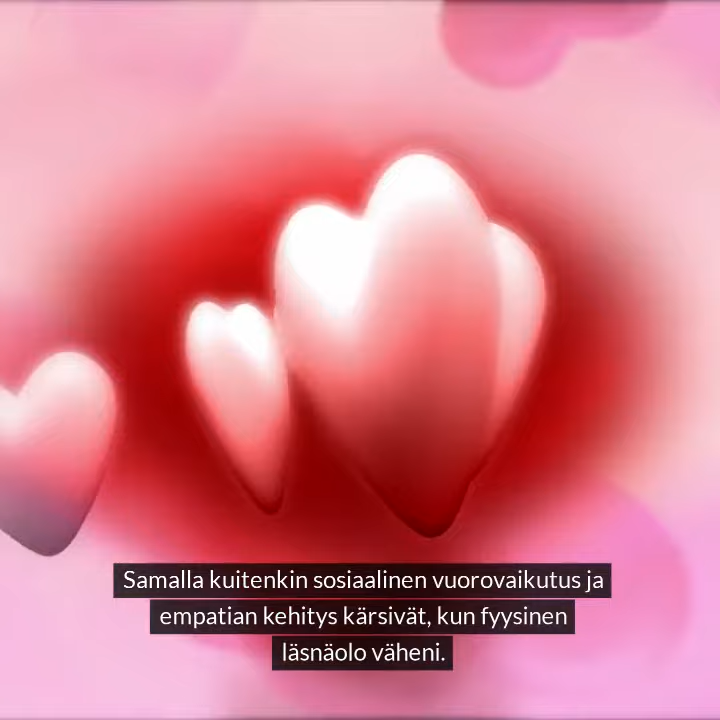 Samalla kuitenkin sosiaalinen vuorovaikutus ja
empatian kehitys kärsivät, kun fyysinen
läsnäolo väheni.